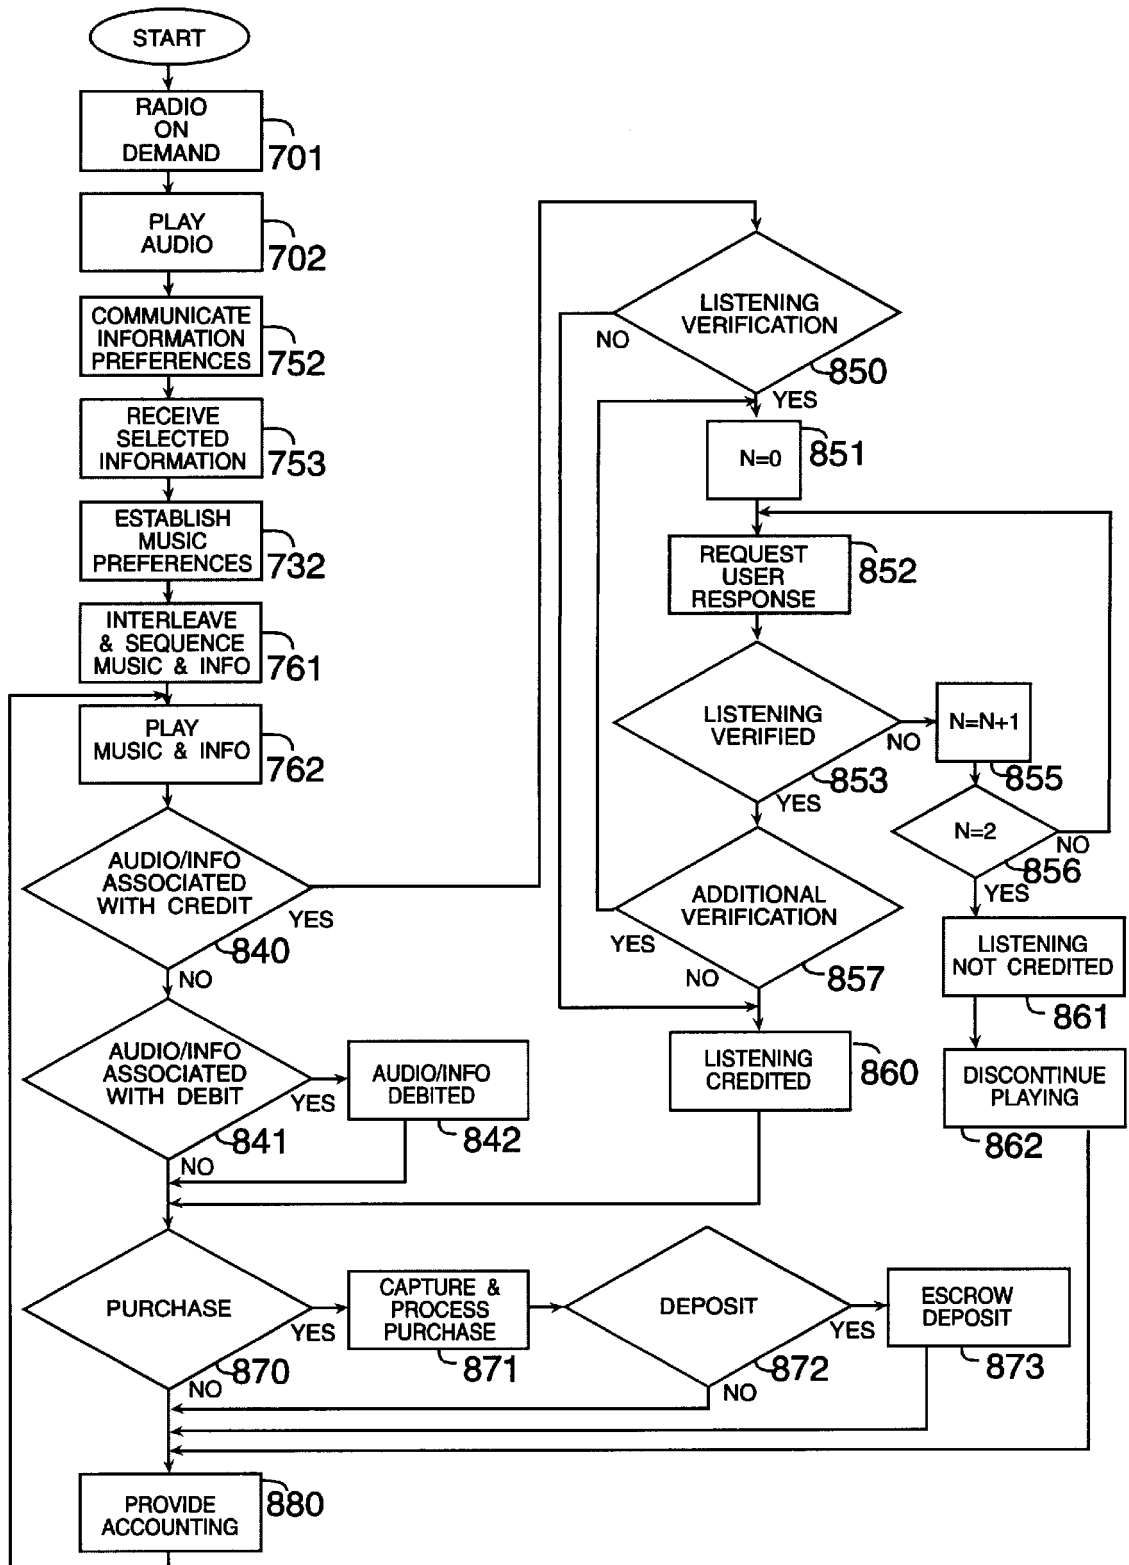 START
RADIO
ON
DEMAND
701
PLAY
AUDIO
702
COMMUNICATE
INFORMATION
PREFERENCES
752
RECEIVE
SELECTED
INFORMATION
753
ESTABLISH
MUSIC
PREFERENCES
732
INTERLEAVE
& SEQUENCE
MUSIC & INFO
761
PLAY
MUSIC & INFO
762
AUDIO/INFO
ASSOCIATED
WITH CREDIT
YES
840
NO
AUDIO/INFO
ASSOCIATED
WITH DEBIT
YES
841
NO
AUDIO/INFO
DEBITED
842
LISTENING
VERIFICATION
NO
850
YES
N=0
851
REQUEST
USER
RESPONSE
852
LISTENING
VERIFIED
NO
853
YES
N=N+1
855
N=2
NO
856
YES
ADDITIONAL
VERIFICATION
YES
857
NO
LISTENING
CREDITED
860
LISTENING
NOT CREDITED
861
DISCONTINUE
PLAYING
862
PURCHASE
YES
870
NO
CAPTURE &
PROCESS
PURCHASE
871
DEPOSIT
YES
872
NO
ESCROW
DEPOSIT
873
PROVIDE
ACCOUNTING
880